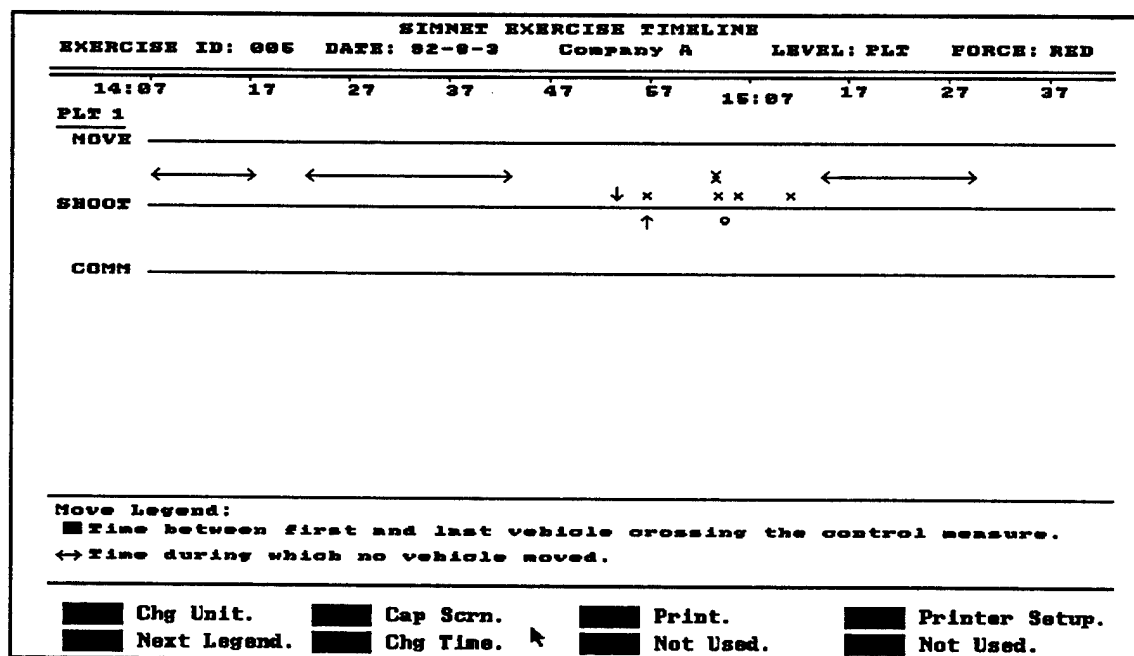 SIMNET EXERCISE TIMELINE
EXERCISE ID: 005 DATE: 92-9-3 Company A LEVEL: PLT FORCE: RED
14:07 17 27 37 47 57 15:07 17 27 37
PLT 1
MOVE
SHOOT
COMM
Move Legend:
Time between first and last vehicle crossing the control measure.
↔ Time during which no vehicle moved.
Chg Unit. Cap Scrn. Print. Printer Setup.
Next Legend. Chg Time. Not Used. Not Used.